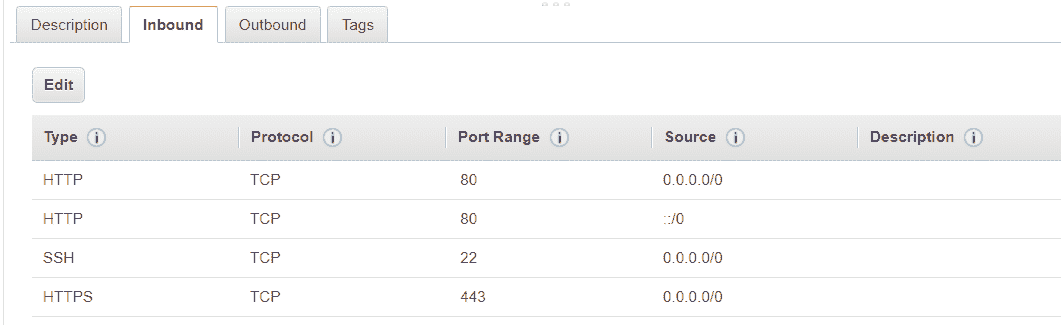 Description Inbound Outbound Tags
Edit
Type Protocol Port Range Source Description
HTTP TCP 80 0.0.0.0/0
HTTP TCP 80 ::/0
SSH TCP 22 0.0.0.0/0
HTTPS TCP 443 0.0.0.0/0